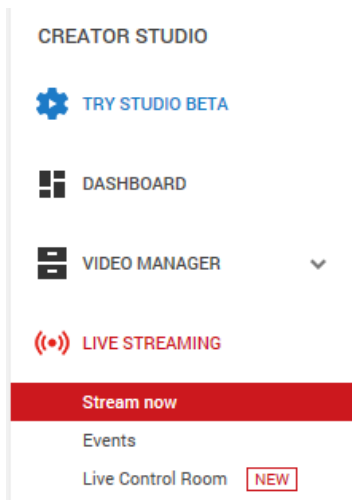 CREATOR STUDIO
TRY STUDIO BETA
DASHBOARD
VIDEO MANAGER
LIVE STREAMING
Stream now
Events
Live Control Room NEW